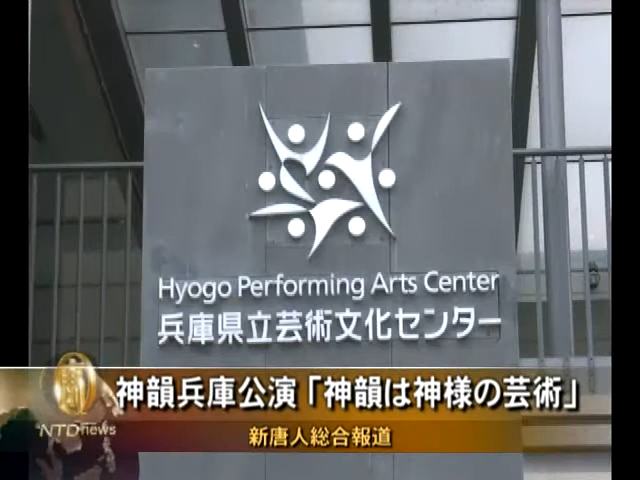 Hyogo Performing Arts Center
兵庫県立芸術文化センター
神韻兵庫公演「神韻は神様の芸術」
NTDnews
新唐人総合報道